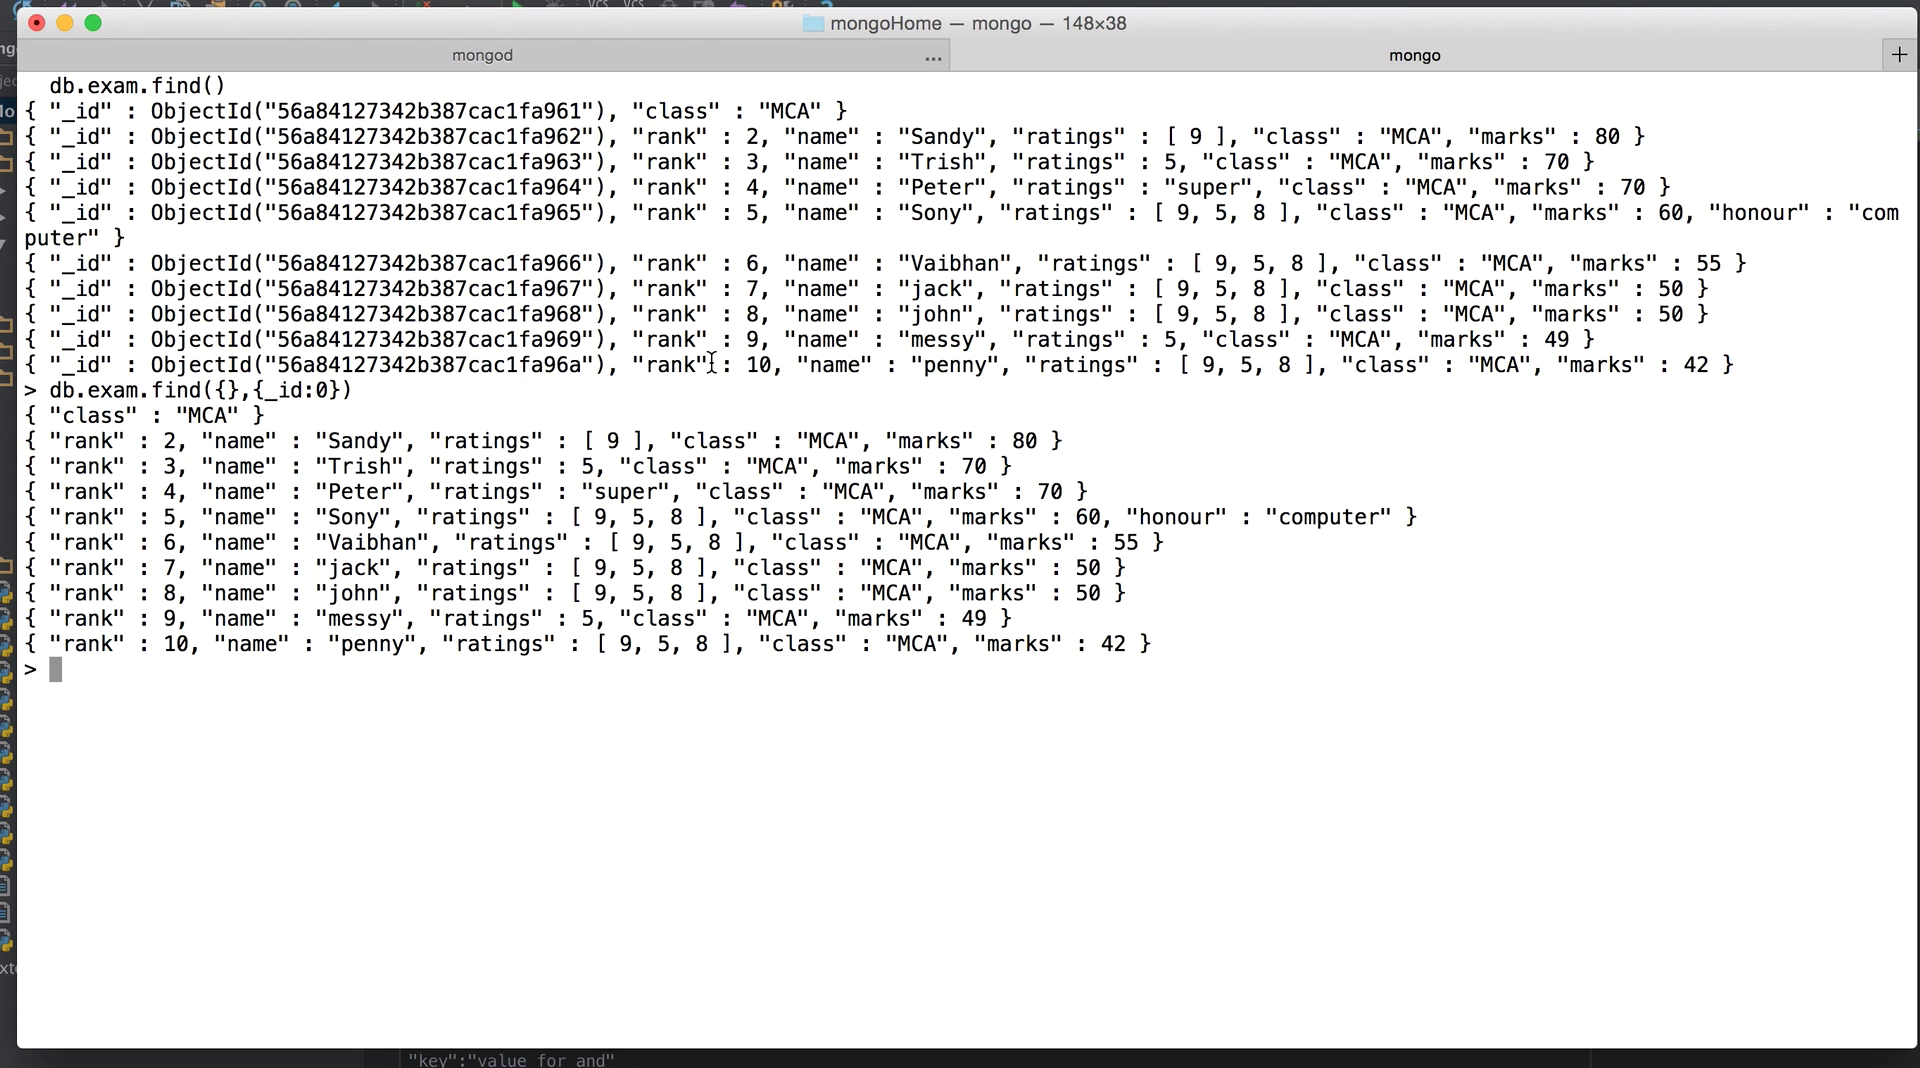 mongoHome — mongo — 148×38
mongod
...
mongo
+
db.exam.find()
{ "_id" : ObjectId("56a84127342b387cac1fa961"), "class" : "MCA" }
{ "_id" : ObjectId("56a84127342b387cac1fa962"), "rank" : 2, "name" : "Sandy", "ratings" : [ 9 ], "class" : "MCA", "marks" : 80 }
{ "_id" : ObjectId("56a84127342b387cac1fa963"), "rank" : 3, "name" : "Trish", "ratings" : 5, "class" : "MCA", "marks" : 70 }
{ "_id" : ObjectId("56a84127342b387cac1fa964"), "rank" : 4, "name" : "Peter", "ratings" : "super", "class" : "MCA", "marks" : 70 }
{ "_id" : ObjectId("56a84127342b387cac1fa965"), "rank" : 5, "name" : "Sony", "ratings" : [ 9, 5, 8 ], "class" : "MCA", "marks" : 60, "honour" : "com
puter" }
{ "_id" : ObjectId("56a84127342b387cac1fa966"), "rank" : 6, "name" : "Vaibhan", "ratings" : [ 9, 5, 8 ], "class" : "MCA", "marks" : 55 }
{ "_id" : ObjectId("56a84127342b387cac1fa967"), "rank" : 7, "name" : "jack", "ratings" : [ 9, 5, 8 ], "class" : "MCA", "marks" : 50 }
{ "_id" : ObjectId("56a84127342b387cac1fa968"), "rank" : 8, "name" : "john", "ratings" : [ 9, 5, 8 ], "class" : "MCA", "marks" : 50 }
{ "_id" : ObjectId("56a84127342b387cac1fa969"), "rank" : 9, "name" : "messy", "ratings" : 5, "class" : "MCA", "marks" : 49 }
{ "_id" : ObjectId("56a84127342b387cac1fa96a"), "rank" : 10, "name" : "penny", "ratings" : [ 9, 5, 8 ], "class" : "MCA", "marks" : 42 }
> db.exam.find({},{_id:0})
{ "class" : "MCA" }
{ "rank" : 2, "name" : "Sandy", "ratings" : [ 9 ], "class" : "MCA", "marks" : 80 }
{ "rank" : 3, "name" : "Trish", "ratings" : 5, "class" : "MCA", "marks" : 70 }
{ "rank" : 4, "name" : "Peter", "ratings" : "super", "class" : "MCA", "marks" : 70 }
{ "rank" : 5, "name" : "Sony", "ratings" : [ 9, 5, 8 ], "class" : "MCA", "marks" : 60, "honour" : "computer" }
{ "rank" : 6, "name" : "Vaibhan", "ratings" : [ 9, 5, 8 ], "class" : "MCA", "marks" : 55 }
{ "rank" : 7, "name" : "jack", "ratings" : [ 9, 5, 8 ], "class" : "MCA", "marks" : 50 }
{ "rank" : 8, "name" : "john", "ratings" : [ 9, 5, 8 ], "class" : "MCA", "marks" : 50 }
{ "rank" : 9, "name" : "messy", "ratings" : 5, "class" : "MCA", "marks" : 49 }
{ "rank" : 10, "name" : "penny", "ratings" : [ 9, 5, 8 ], "class" : "MCA", "marks" : 42 }
>
"key":"value for and"